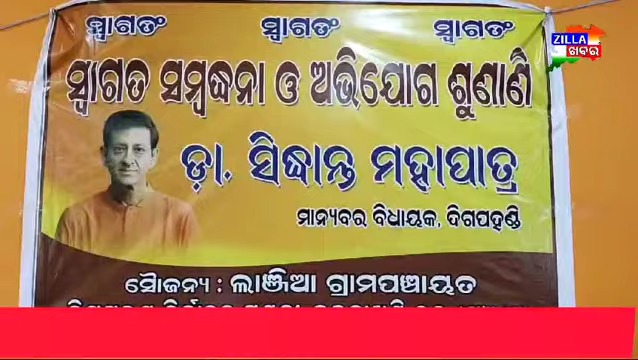 ସ୍ୱାଗତଂ ସ୍ୱାଗତଂ ସ୍ୱାଗତଂ
ZILLA
ଖବର
ସ୍ୱାଗତ ସମ୍ବର୍ଦ୍ଧନା ଓ ଅଭିଯୋଗ ଶୁଣାଣି
ଡ଼ା. ସିଦ୍ଧାନ୍ତ ମହାପାତ୍ର
ମାନ୍ୟବର ବିଧାୟକ, ଦିଗପହଣ୍ଡି
ସୌଜନ୍ୟ : ଲାଞ୍ଜିଆ ଗ୍ରାମପଞ୍ଚାୟତ